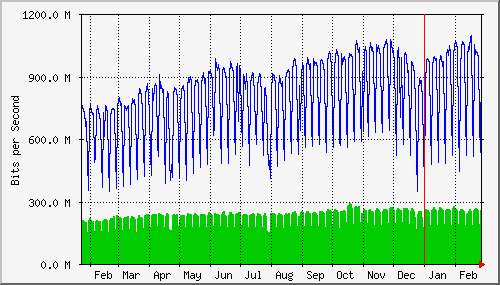 1200.0 M
900.0 M
600.0 M
300.0 M
0.0 M
Bits per Second
Feb Mar Apr May Jun Jul Aug Sep Oct Nov Dec Jan Feb